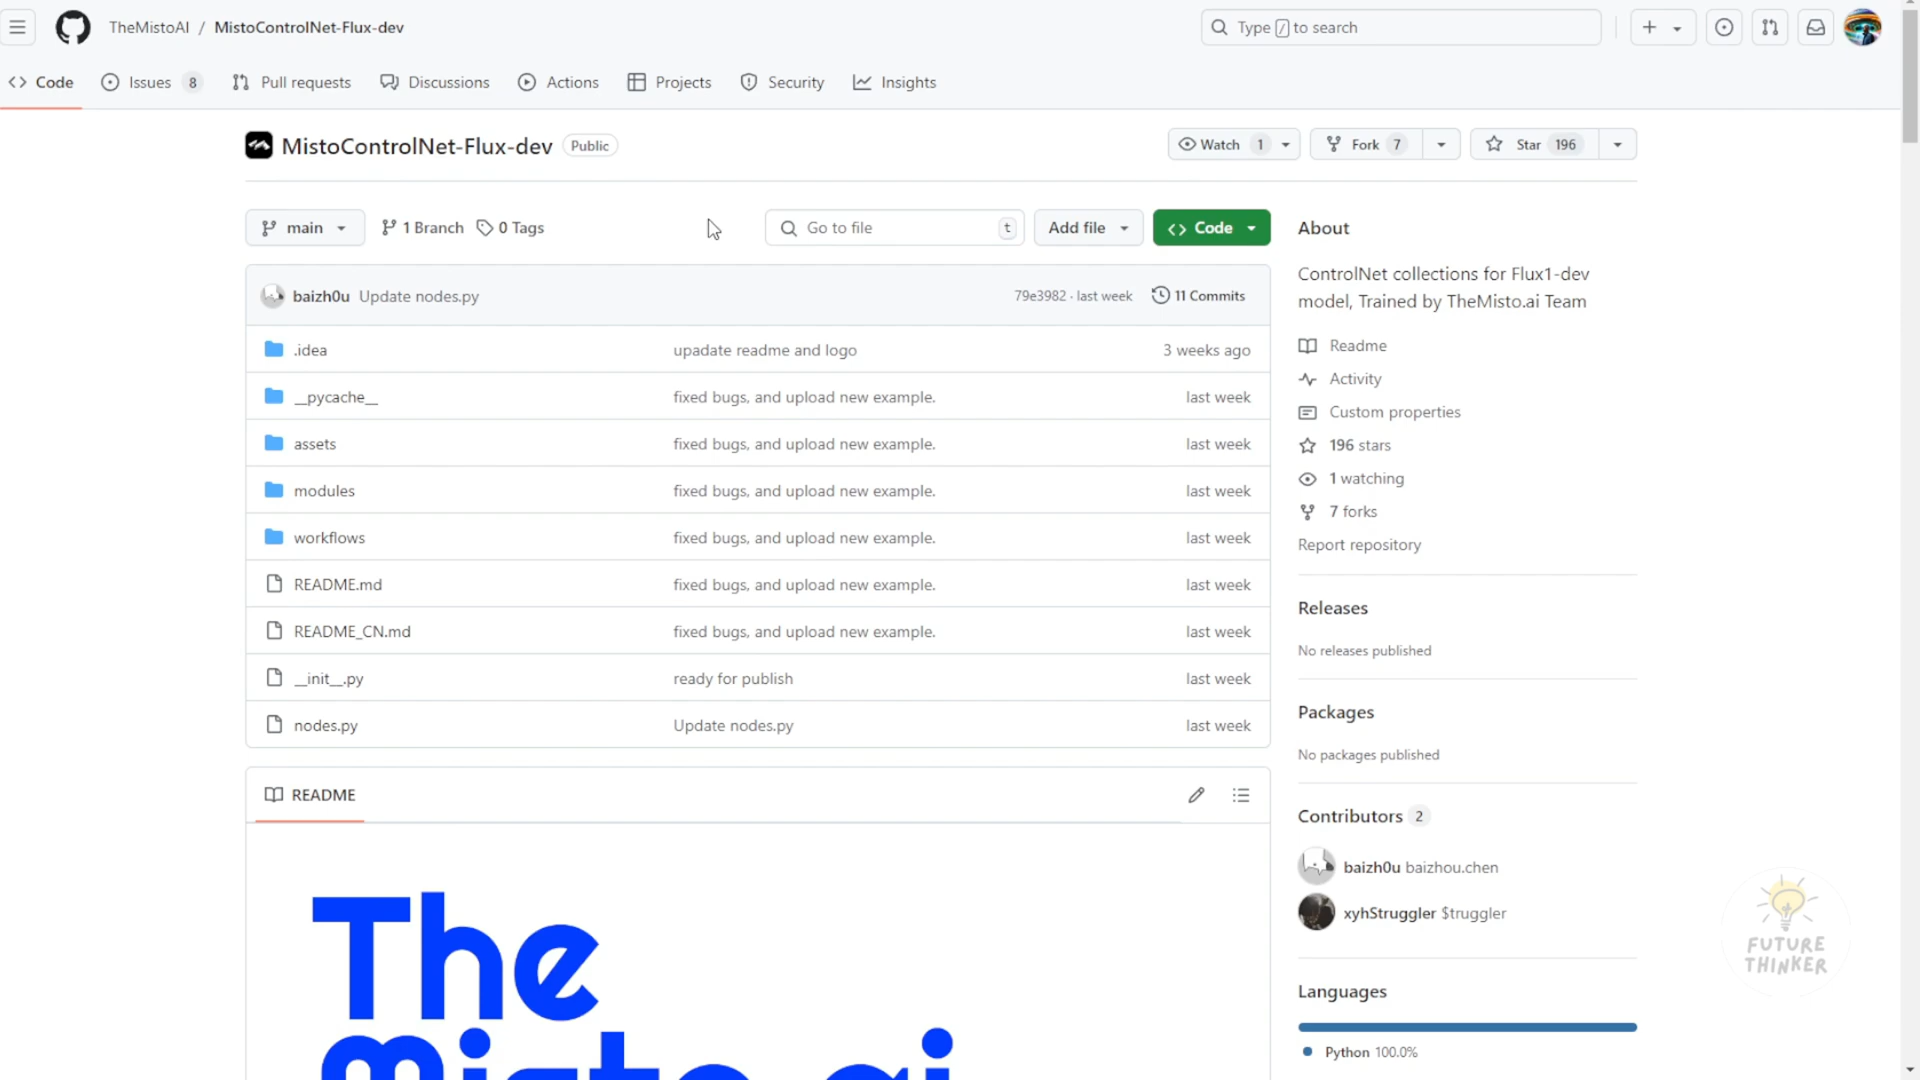 TheMistoAI / MistoControlNet-Flux-dev
Type / to search
Code
Issues 8
Pull requests
Discussions
Actions
Projects
Security
Insights
MistoControlNet-Flux-dev Public
Watch 1
Fork 7
Star 196
main
1 Branch
0 Tags
Go to file t
Add file
Code
baizh0u Update nodes.py 79e3982 · last week 11 Commits
.idea upadate readme and logo 3 weeks ago
__pycache__ fixed bugs, and upload new example. last week
assets fixed bugs, and upload new example. last week
modules fixed bugs, and upload new example. last week
workflows fixed bugs, and upload new example. last week
README.md fixed bugs, and upload new example. last week
README_CN.md fixed bugs, and upload new example. last week
__init__.py ready for publish last week
nodes.py Update nodes.py last week
README
The
Misto.ai
About
ControlNet collections for Flux1-dev
model, Trained by TheMisto.ai Team
Readme
Activity
Custom properties
196 stars
1 watching
7 forks
Report repository
Releases
No releases published
Packages
No packages published
Contributors 2
baizh0u baizhou.chen
xyhStruggler $truggler
Languages
Python 100.0%
FUTURE
THINKER